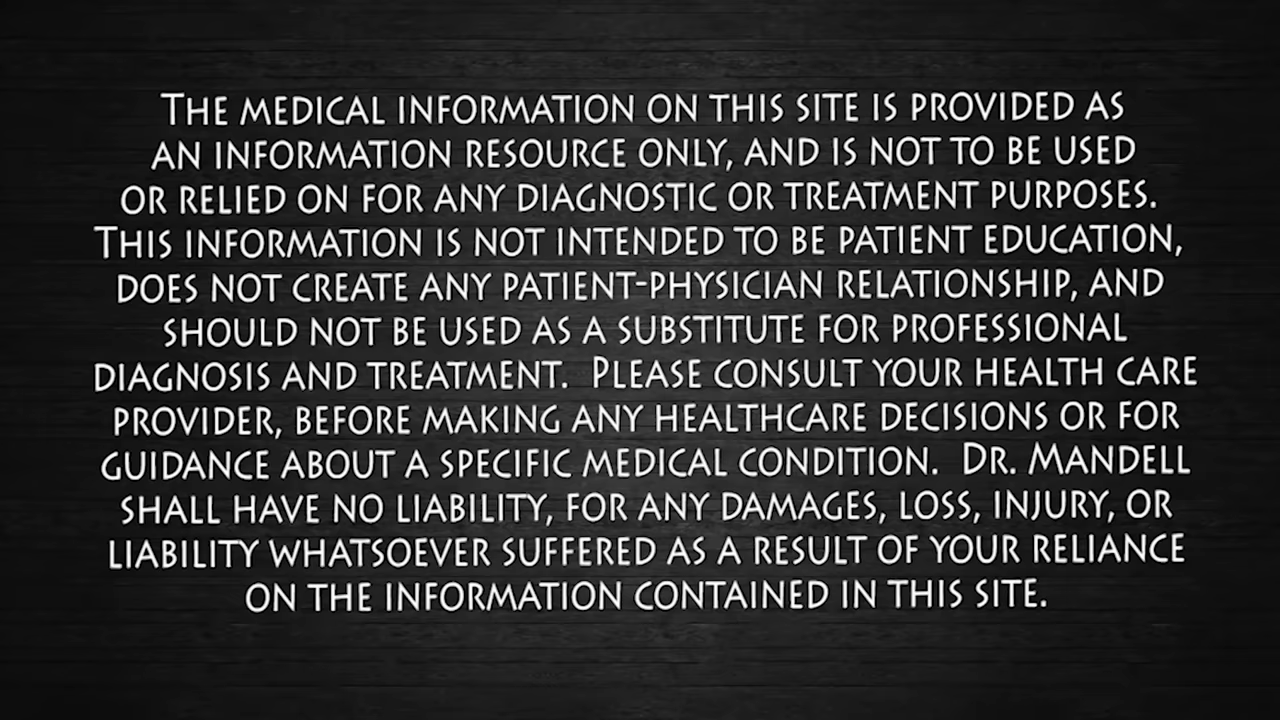 The medical information on this site is provided as
an information resource only, and is not to be used
or relied on for any diagnostic or treatment purposes.
This information is not intended to be patient education,
does not create any patient-physician relationship, and
should not be used as a substitute for professional
diagnosis and treatment.  Please consult your health care
provider, before making any healthcare decisions or for
guidance about a specific medical condition.  Dr. Mandell
shall have no liability, for any damages, loss, injury, or
liability whatsoever suffered as a result of your reliance
on the information contained in this site.